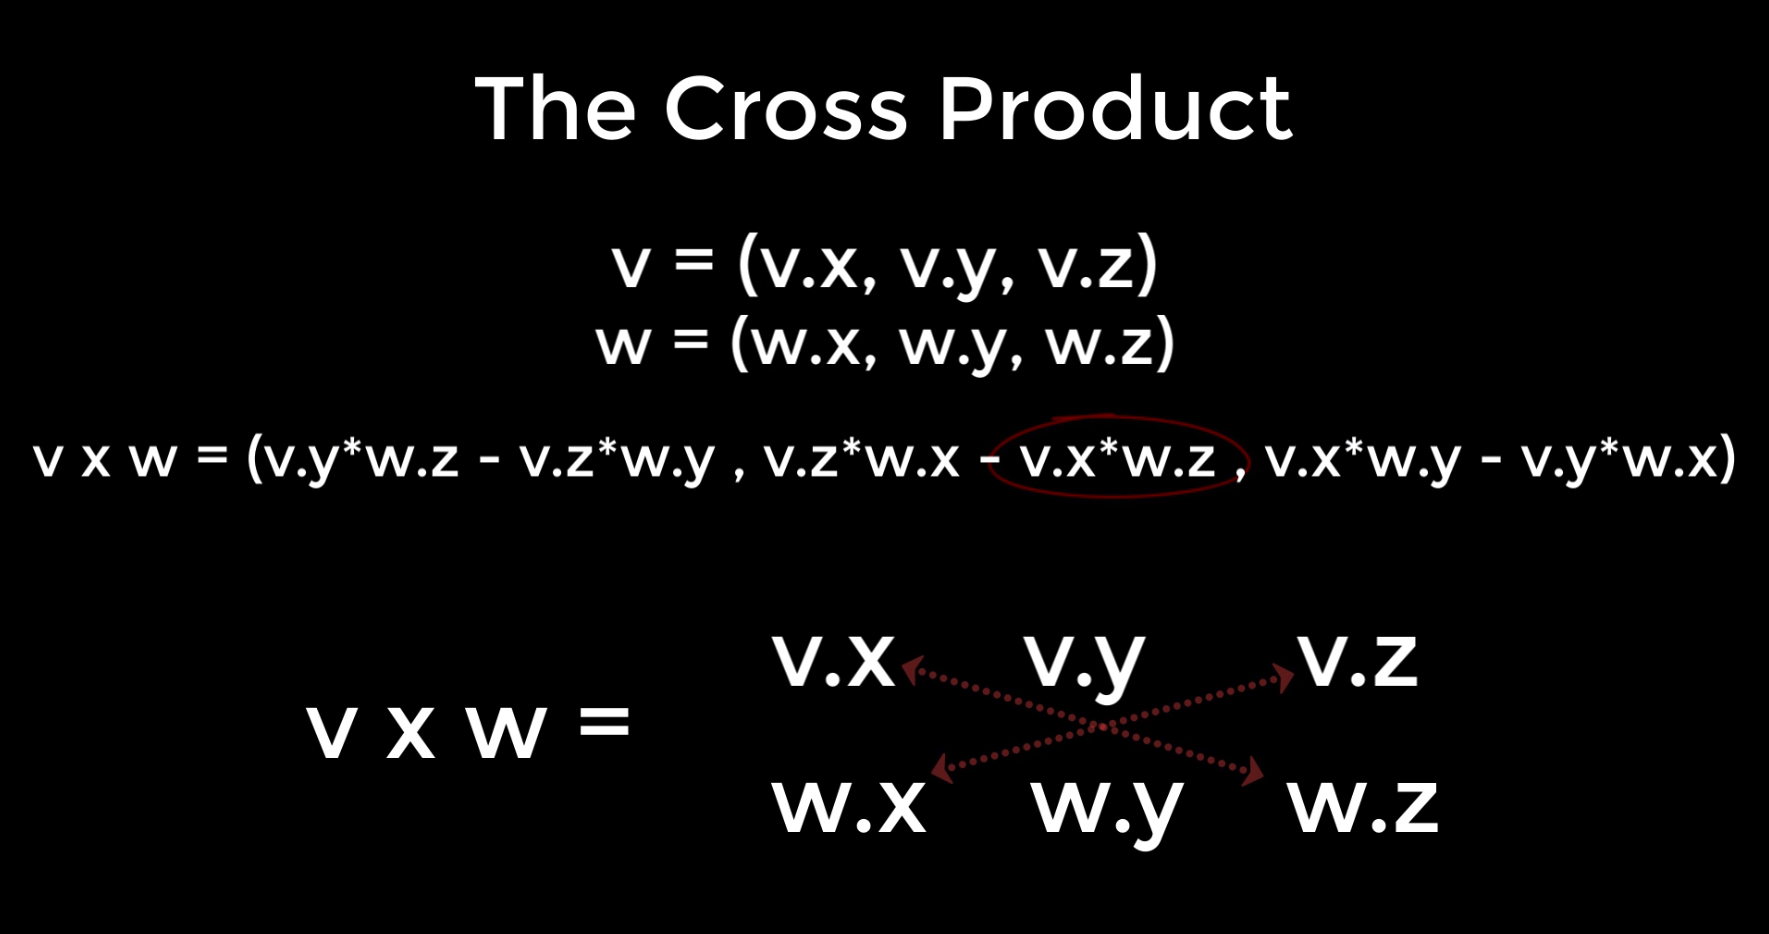 The Cross Product
v = (v.x, v.y, v.z)
w = (w.x, w.y, w.z)
v x w = (v.y*w.z - v.z*w.y , v.z*w.x - v.x*w.z , v.x*w.y - v.y*w.x)
v.x v.y v.z
v x w =
w.x w.y w.z